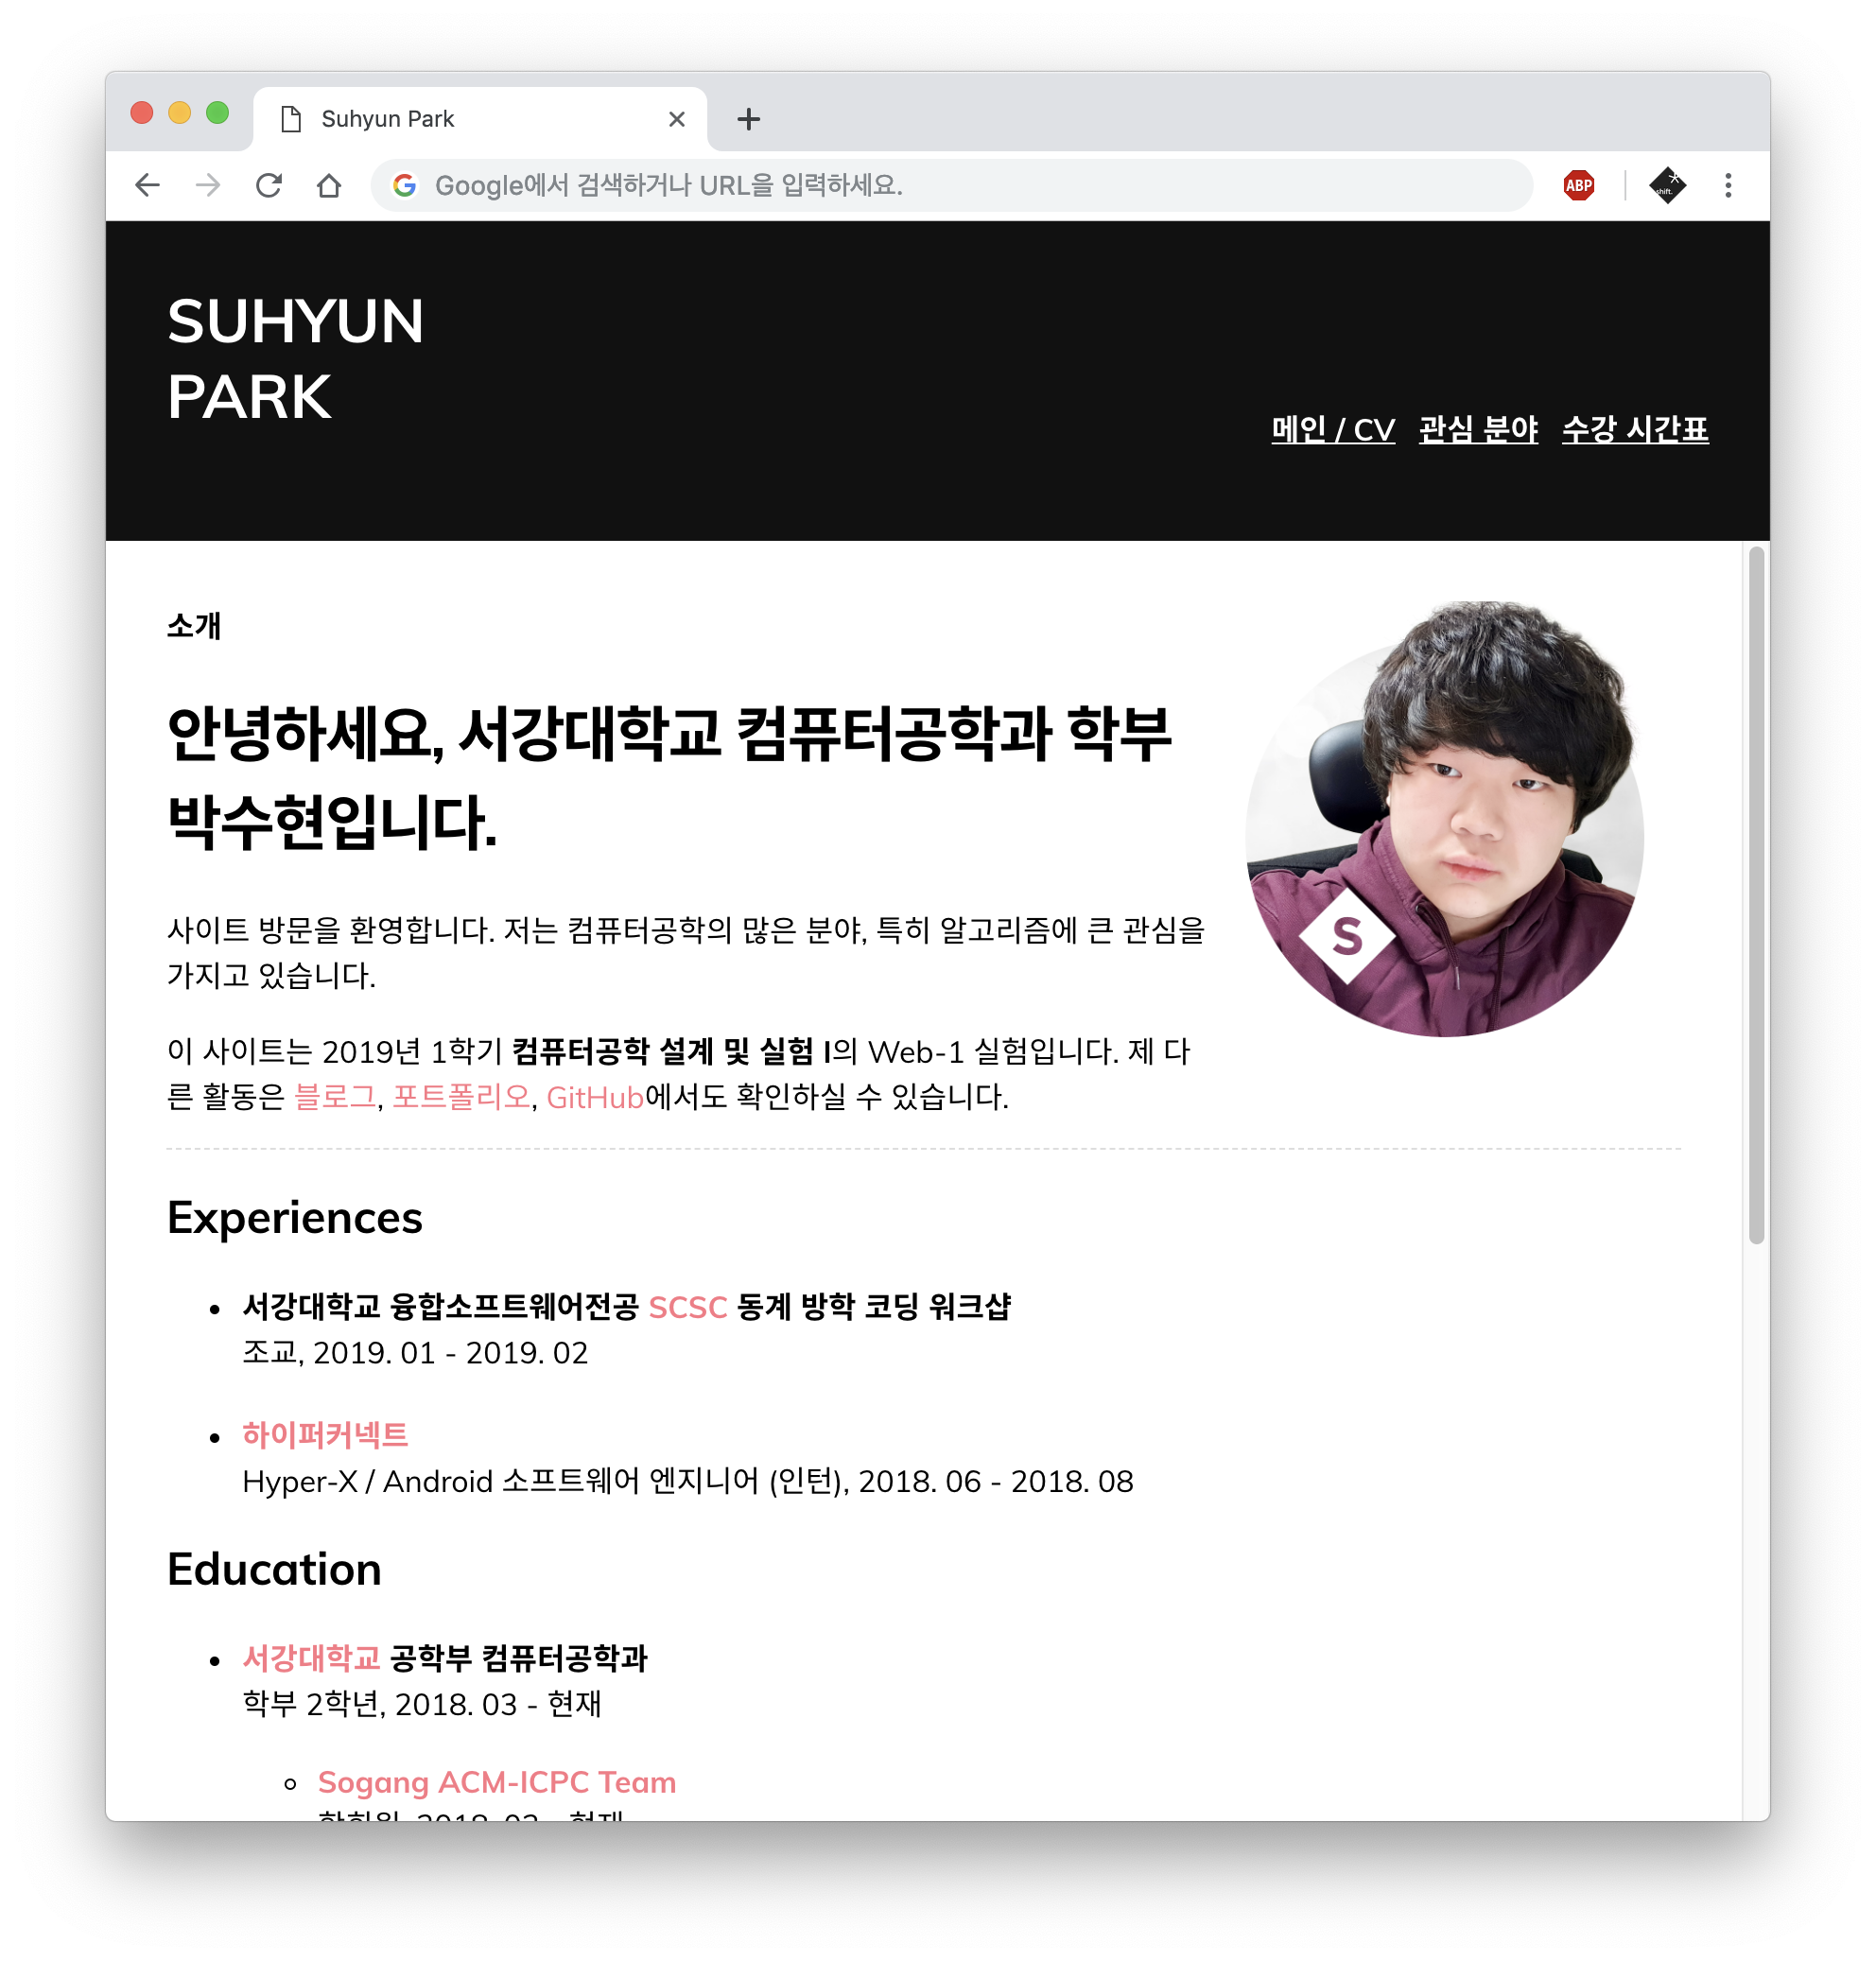 Suhyun Park
Google에서 검색하거나 URL을 입력하세요.
ABP
shift.
SUHYUN
PARK
메인 / CV 관심 분야 수강 시간표
소개
안녕하세요, 서강대학교 컴퓨터공학과 학부
박수현입니다.
사이트 방문을 환영합니다. 저는 컴퓨터공학의 많은 분야, 특히 알고리즘에 큰 관심을
가지고 있습니다.
이 사이트는 2019년 1학기 컴퓨터공학 설계 및 실험 I의 Web-1 실험입니다. 제 다
른 활동은 블로그, 포트폴리오, GitHub에서도 확인하실 수 있습니다.
S
Experiences
서강대학교 융합소프트웨어전공 SCSC 동계 방학 코딩 워크샵
조교, 2019. 01 - 2019. 02
하이퍼커넥트
Hyper-X / Android 소프트웨어 엔지니어 (인턴), 2018. 06 - 2018. 08
Education
서강대학교 공학부 컴퓨터공학과
학부 2학년, 2018. 03 - 현재
Sogang ACM-ICPC Team